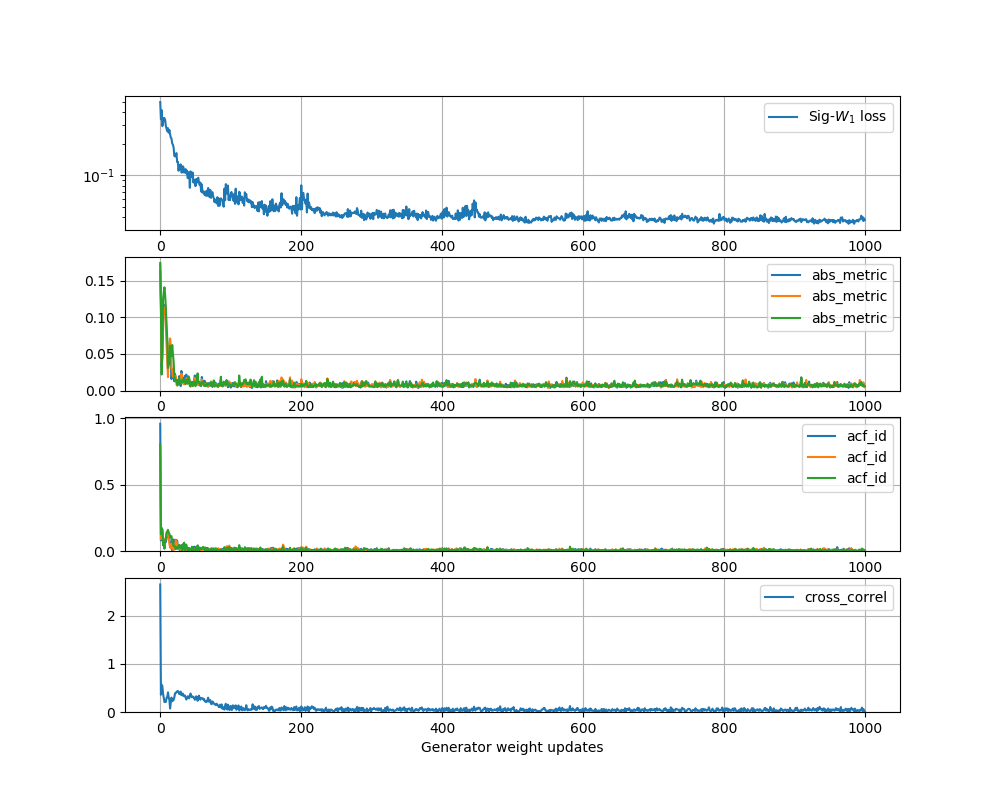 Sig-W₁ loss
10⁻¹
0 200 400 600 800 1000
abs_metric
abs_metric
abs_metric
0.15
0.10
0.05
0.00
0 200 400 600 800 1000
acf_id
acf_id
acf_id
1.0
0.5
0.0
0 200 400 600 800 1000
cross_correl
2
1
0
0 200 400 600 800 1000
Generator weight updates